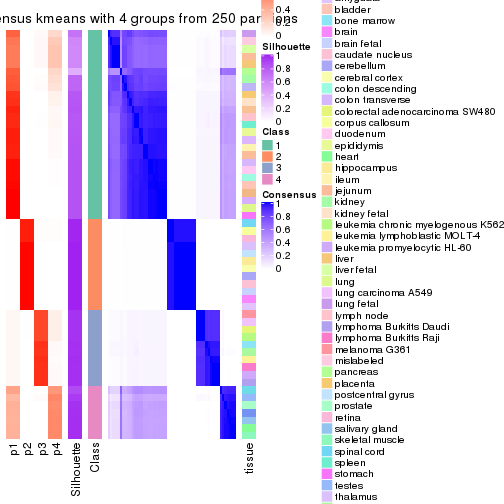 ensus kmeans with 4 groups from 250 par
ons
0.4
0.2
0
Silhouette
1
0.8
0.6
0.4
0.2
0
Class
1
2
3
4
Consensus
1
0.8
0.6
0.4
0.2
0
p1
p2
p3
p4
Silhouette
Class
tissue
bladder
bone marrow
brain
brain fetal
caudate nucleus
cerebellum
cerebral cortex
colon descending
colon transverse
colorectal adenocarcinoma SW480
corpus callosum
duodenum
epididymis
heart
hippocampus
ileum
jejunum
kidney
kidney fetal
leukemia chronic myelogenous K562
leukemia lymphoblastic MOLT-4
leukemia promyelocytic HL-60
liver
liver fetal
lung
lung carcinoma A549
lung fetal
lymph node
lymphoma Burkitts Daudi
lymphoma Burkitts Raji
melanoma G361
mislabeled
pancreas
placenta
postcentral gyrus
prostate
retina
salivary gland
skeletal muscle
spinal cord
spleen
stomach
testes
thalamus